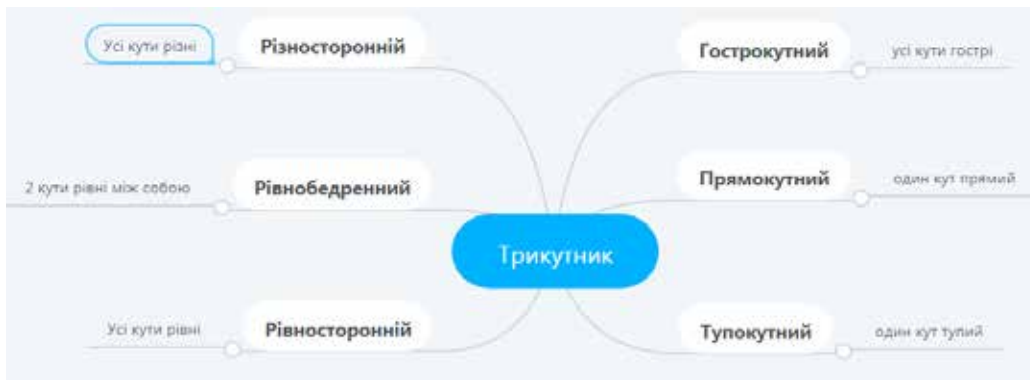 Усі кути різні
Різносторонній
Гострокутний
усі кути гострі
2 кути рівні між собою
Рівнобедренний
Прямокутний
один кут прямий
Трикутник
Усі кути рівні
Рівносторонній
Тупокутний
один кут тупий